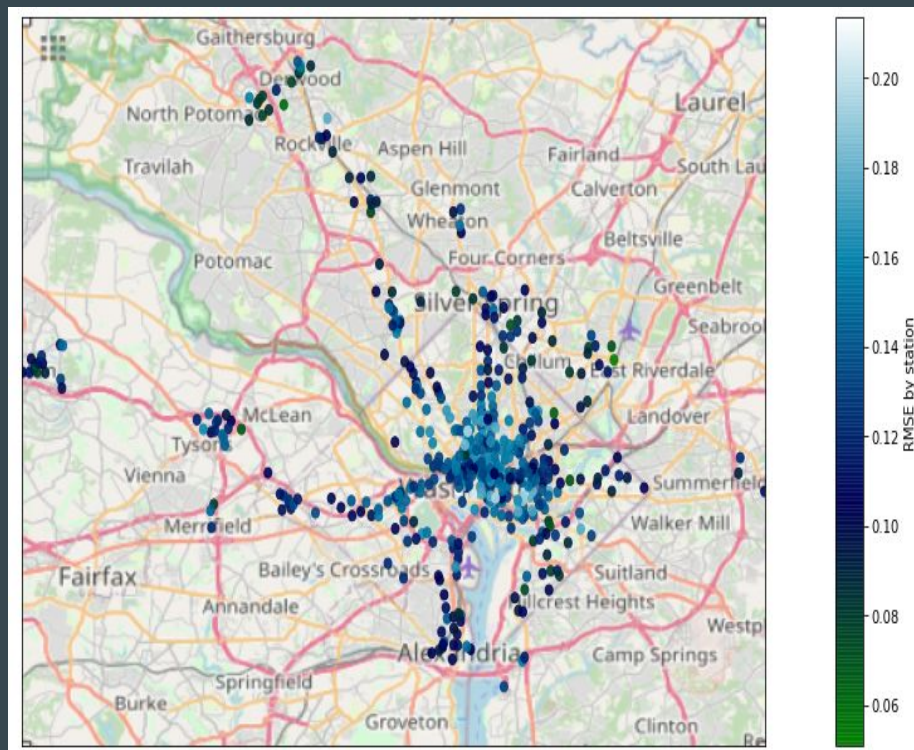 Gaithersburg
Derwood
North Potomac
Laurel
Rockville
Aspen Hill
Fairland
Travilah
South Lau
Glenmont
Calverton
Wheaton
Beltsville
Four Corners
Potomac
Greenbelt
Silver Spring
Seabrook
Chillum
East Riverdale
McLean
Landover
Tysons
Vienna
Summerfield
Merrifield
Walker Mill
Bailey's Crossroads
Suitland
Fairfax
Annandale
Hillcrest Heights
Westp
Alexandria
Camp Springs
Springfield
Burke
Groveton
Clinton
Re
0.20
0.18
0.16
0.14
0.12
0.10
0.08
0.06
RMSE by station